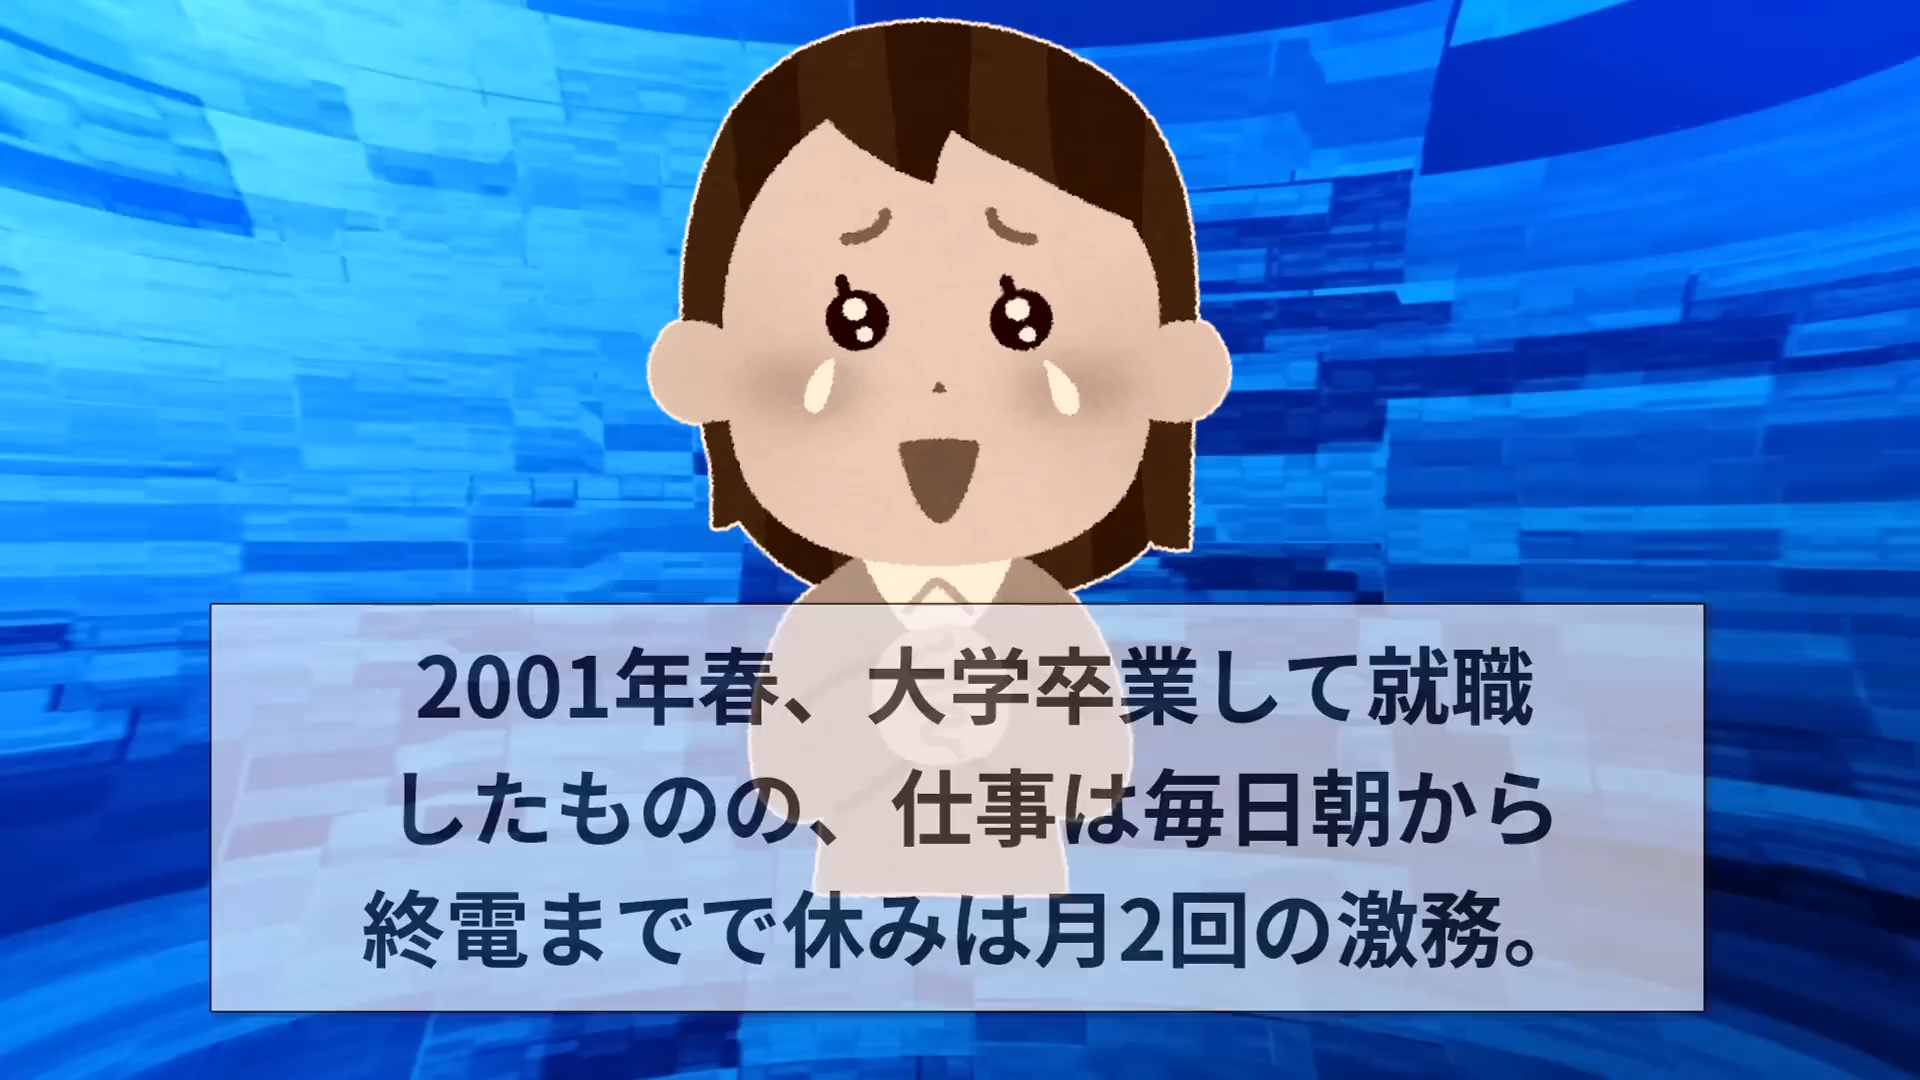 2001年春、大学卒業して就職
したものの、仕事は毎日朝から
終電までで休みは月2回の激務。